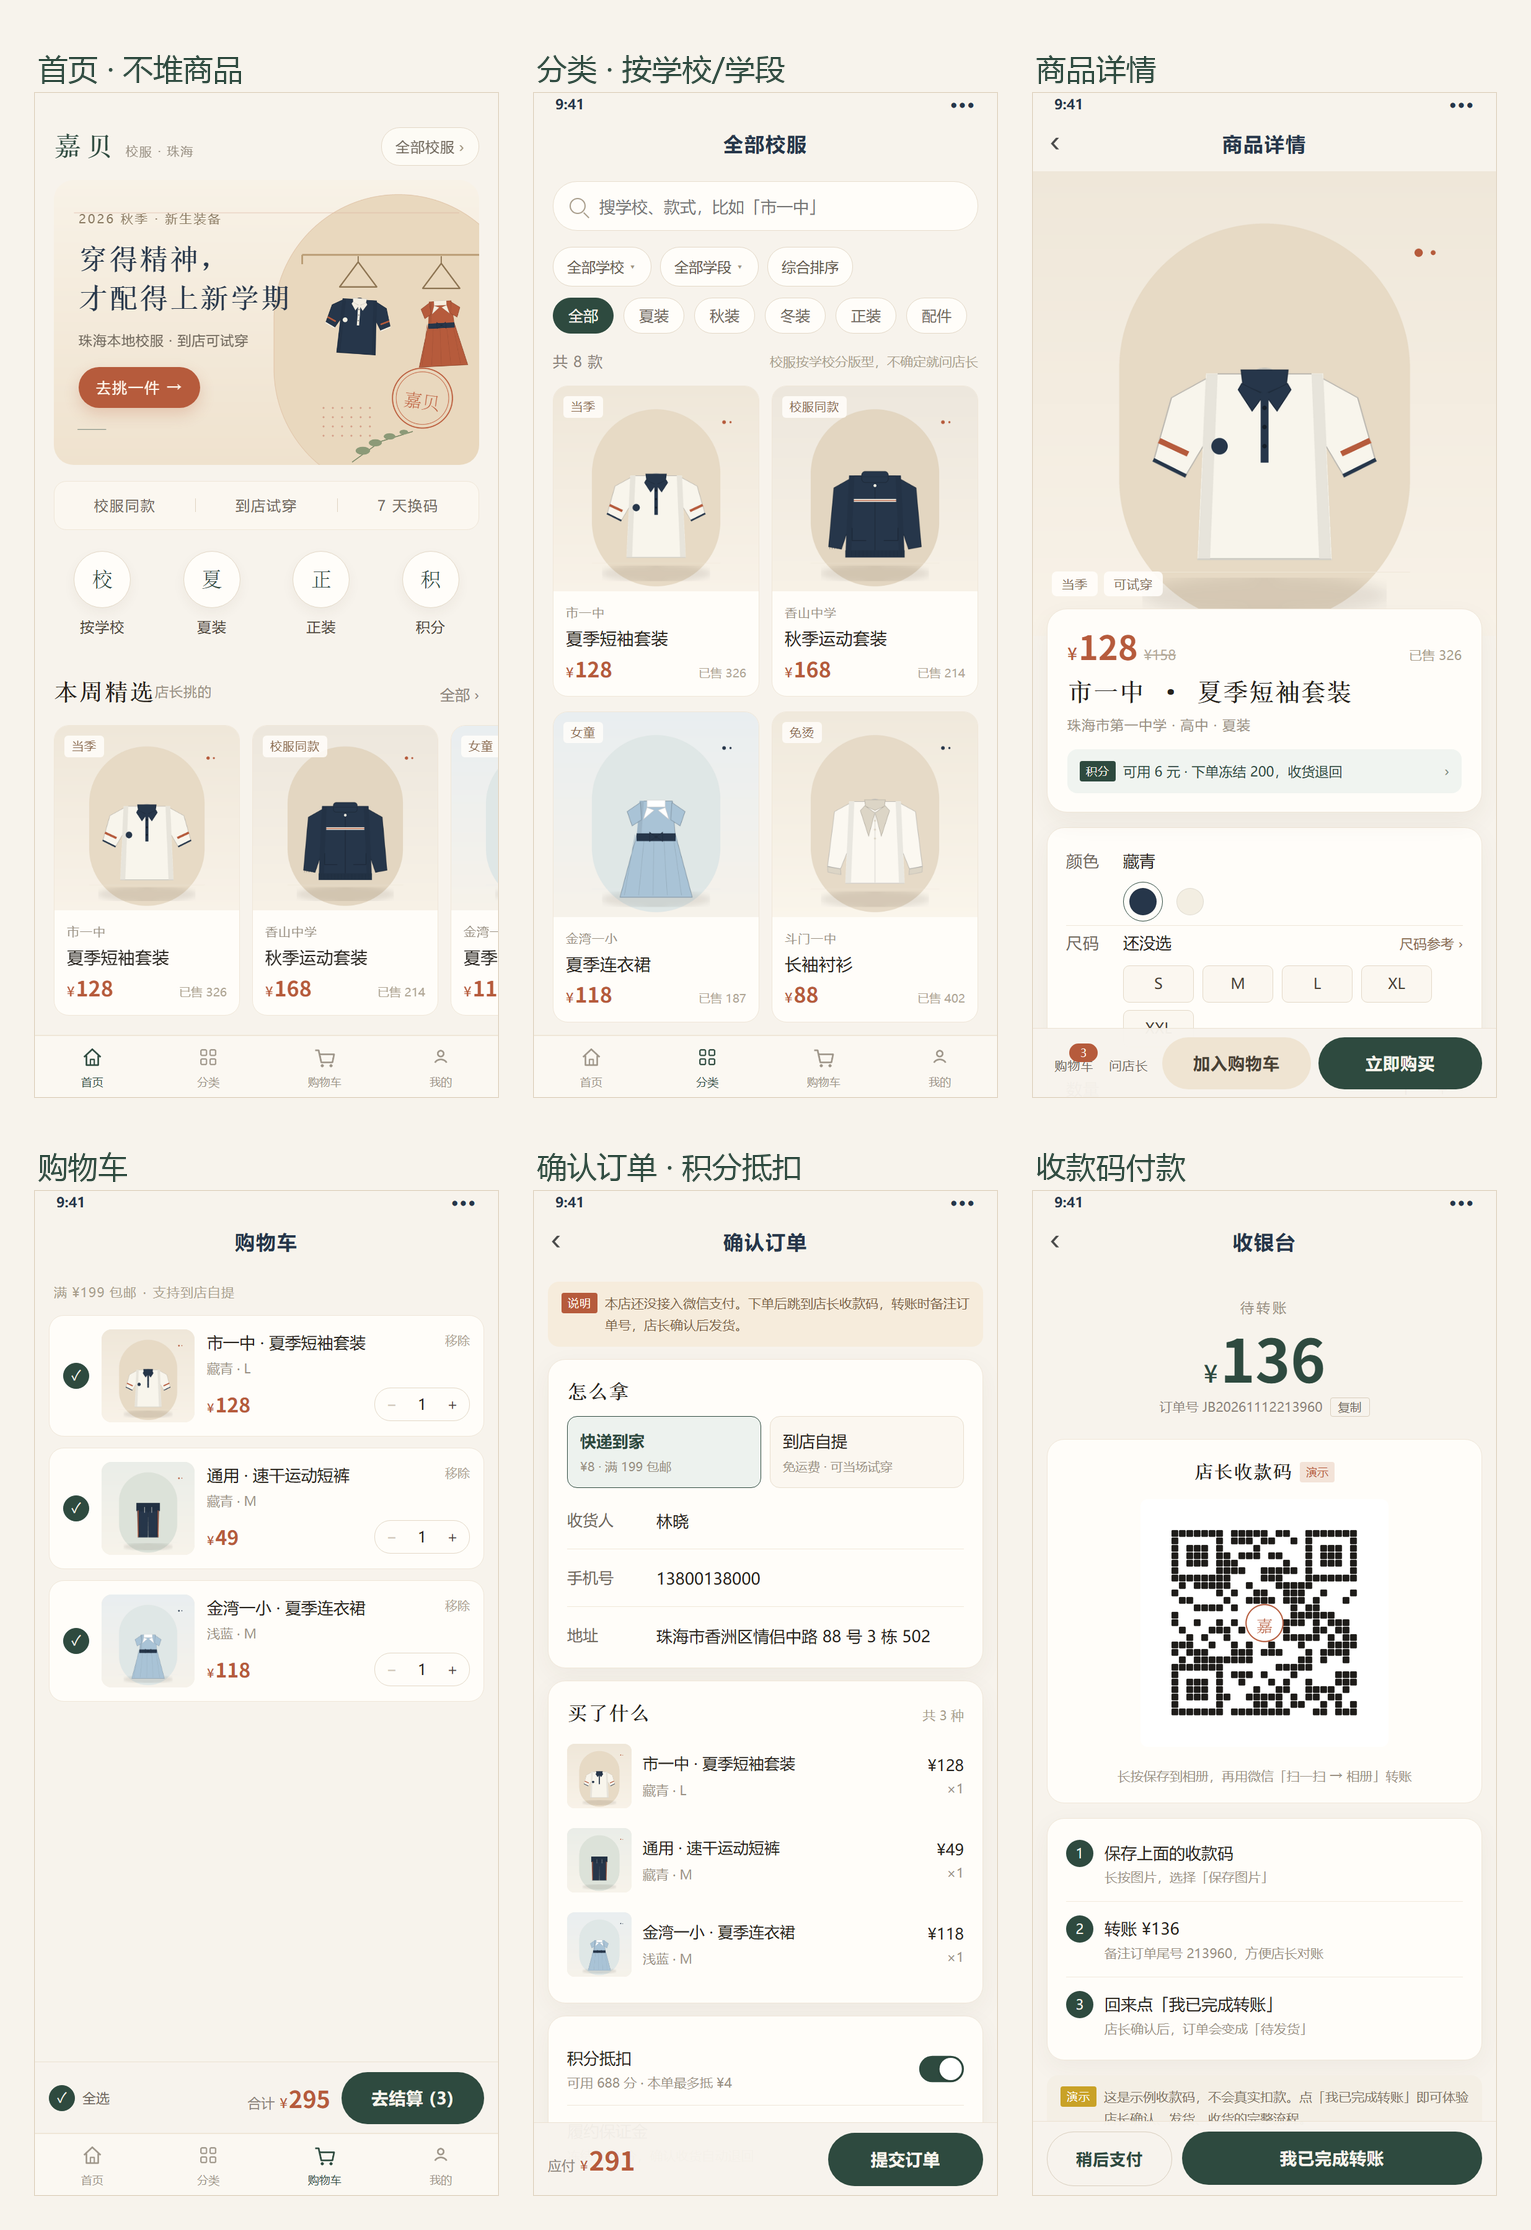 首页 · 不堆商品
嘉贝 校服 · 珠海
全部校服 ›
2026 秋季 · 新生装备
穿得精神，
才配得上新学期
珠海本地校服 · 到店可试穿
去挑一件 →
嘉贝
校服同款
到店试穿
7 天换码
校
夏
正
积
按学校
夏装
正装
积分
本周精选 店长挑的
全部 ›
当季
校服同款
女童
市一中
夏季短袖套装
¥128
已售 326
香山中学
秋季运动套装
¥168
已售 214
金湾一
夏季
¥11
首页
分类
购物车
我的
分类 · 按学校/学段
9:41
全部校服
搜学校、款式，比如「市一中」
全部学校
全部学段
综合排序
全部
夏装
秋装
冬装
正装
配件
共 8 款
校服按学校分版型，不确定就问店长
当季
市一中
夏季短袖套装
¥128
已售 326
校服同款
香山中学
秋季运动套装
¥168
已售 214
女童
金湾一小
夏季连衣裙
¥118
已售 187
免烫
斗门一中
长袖衬衫
¥88
已售 402
首页
分类
购物车
我的
商品详情
9:41
‹
商品详情
当季
可试穿
¥128 ¥158
已售 326
市一中 · 夏季短袖套装
珠海市第一中学 · 高中 · 夏装
积分 可用 6 元 · 下单冻结 200，收货退回 ›
颜色 藏青
尺码 还没选
尺码参考 ›
S
M
L
XL
XXL
3
购物车
问店长
加入购物车
立即购买
购物车
9:41
购物车
满 ¥199 包邮 · 支持到店自提
市一中 · 夏季短袖套装
移除
藏青 · L
¥128
− 1 +
通用 · 速干运动短裤
移除
藏青 · M
¥49
− 1 +
金湾一小 · 夏季连衣裙
移除
浅蓝 · M
¥118
− 1 +
全选
合计 ¥295
去结算 (3)
首页
分类
购物车
我的
确认订单 · 积分抵扣
9:41
‹
确认订单
说明 本店还没接入微信支付。下单后跳到店长收款码，转账时备注订
单号，店长确认后发货。
怎么拿
快递到家
¥8 · 满 199 包邮
到店自提
免运费 · 可当场试穿
收货人 林晓
手机号 13800138000
地址 珠海市香洲区情侣中路 88 号 3 栋 502
买了什么
共 3 种
市一中 · 夏季短袖套装
¥128
藏青 · L
×1
通用 · 速干运动短裤
¥49
藏青 · M
×1
金湾一小 · 夏季连衣裙
¥118
浅蓝 · M
×1
积分抵扣
可用 688 分 · 本单最多抵 ¥4
应付 ¥291
提交订单
收款码付款
9:41
‹
收银台
待转账
¥136
订单号 JB20261112213960 复制
店长收款码 演示
嘉
长按保存到相册，再用微信「扫一扫 → 相册」转账
1 保存上面的收款码
长按图片，选择「保存图片」
2 转账 ¥136
备注订单尾号 213960，方便店长对账
3 回来点「我已完成转账」
店长确认后，订单会变成「待发货」
演示 这是示例收款码，不会真实扣款。点「我已完成转账」即可体验
店长确认、发货、收货的完整流程
稍后支付
我已完成转账